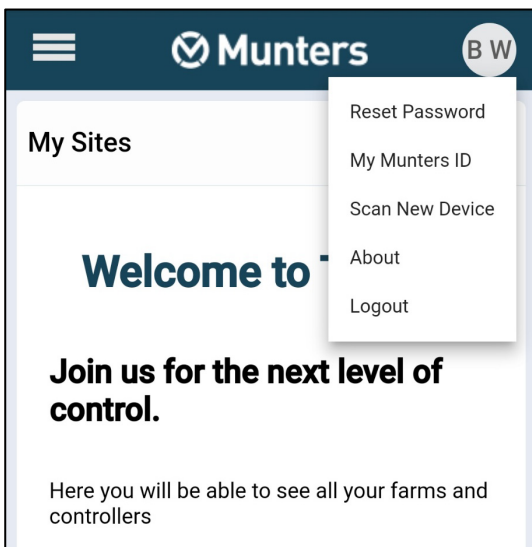 Munters
B W
Reset Password
My Sites
My Munters ID
Scan New Device
Welcome to
About
Logout
Join us for the next level of
control.
Here you will be able to see all your farms and
controllers